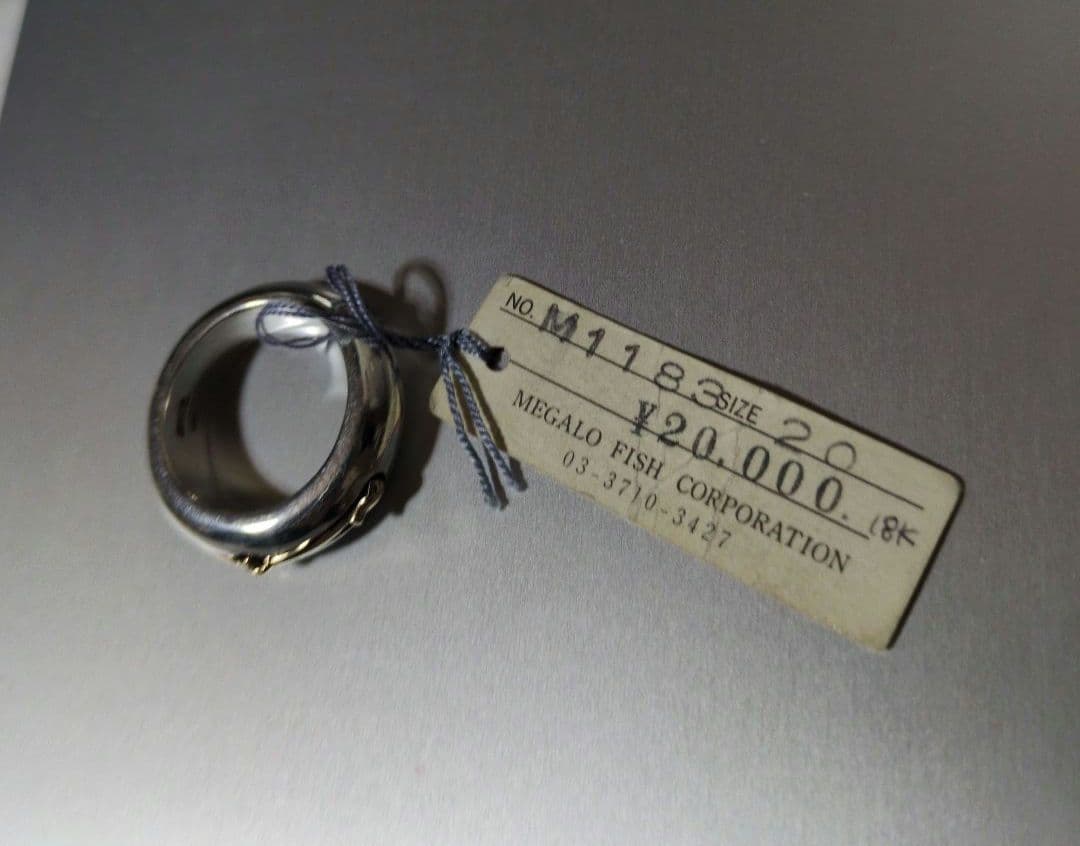 NO. M1183 SIZE 20
¥20,000. 18K
MEGALO FISH CORPORATION
03-3710-3427